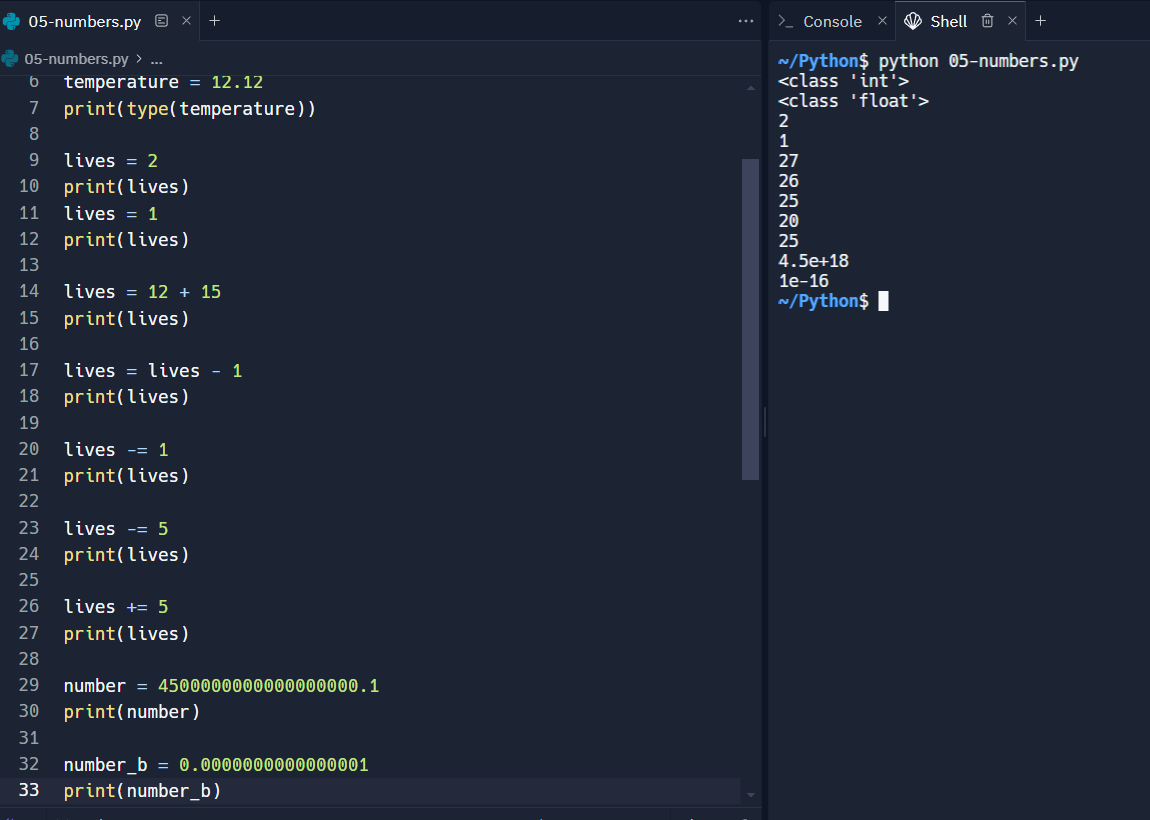 05-numbers.py
05-numbers.py > ...
6 temperature = 12.12
7 print(type(temperature))
8
9 lives = 2
10 print(lives)
11 lives = 1
12 print(lives)
13
14 lives = 12 + 15
15 print(lives)
16
17 lives = lives - 1
18 print(lives)
19
20 lives -= 1
21 print(lives)
22
23 lives -= 5
24 print(lives)
25
26 lives += 5
27 print(lives)
28
29 number = 4500000000000000000.1
30 print(number)
31
32 number_b = 0.0000000000000001
33 print(number_b)
Console
Shell
~/Python$ python 05-numbers.py
<class 'int'>
<class 'float'>
2
1
27
26
25
20
25
4.5e+18
1e-16
~/Python$